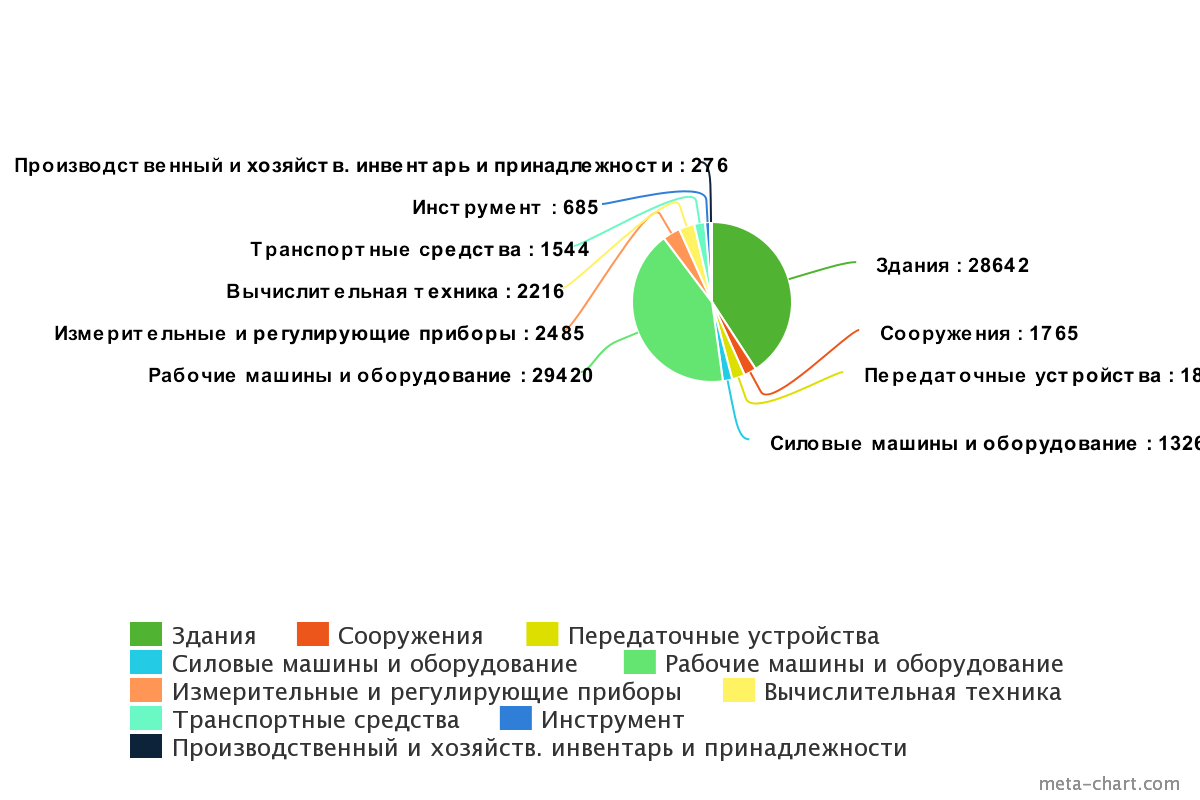 Производственный и хозяйств. инвентарь и принадлежности : 276
Инструмент : 685
Транспортные средства : 1544
Вычислительная техника : 2216
Измерительные и регулирующие приборы : 2485
Рабочие машины и оборудование : 29420
Здания : 28642
Сооружения : 1765
Передаточные устройства : 18
Силовые машины и оборудование : 1326
Здания
Сооружения
Передаточные устройства
Силовые машины и оборудование
Рабочие машины и оборудование
Измерительные и регулирующие приборы
Вычислительная техника
Транспортные средства
Инструмент
Производственный и хозяйств. инвентарь и принадлежности
meta-chart.com